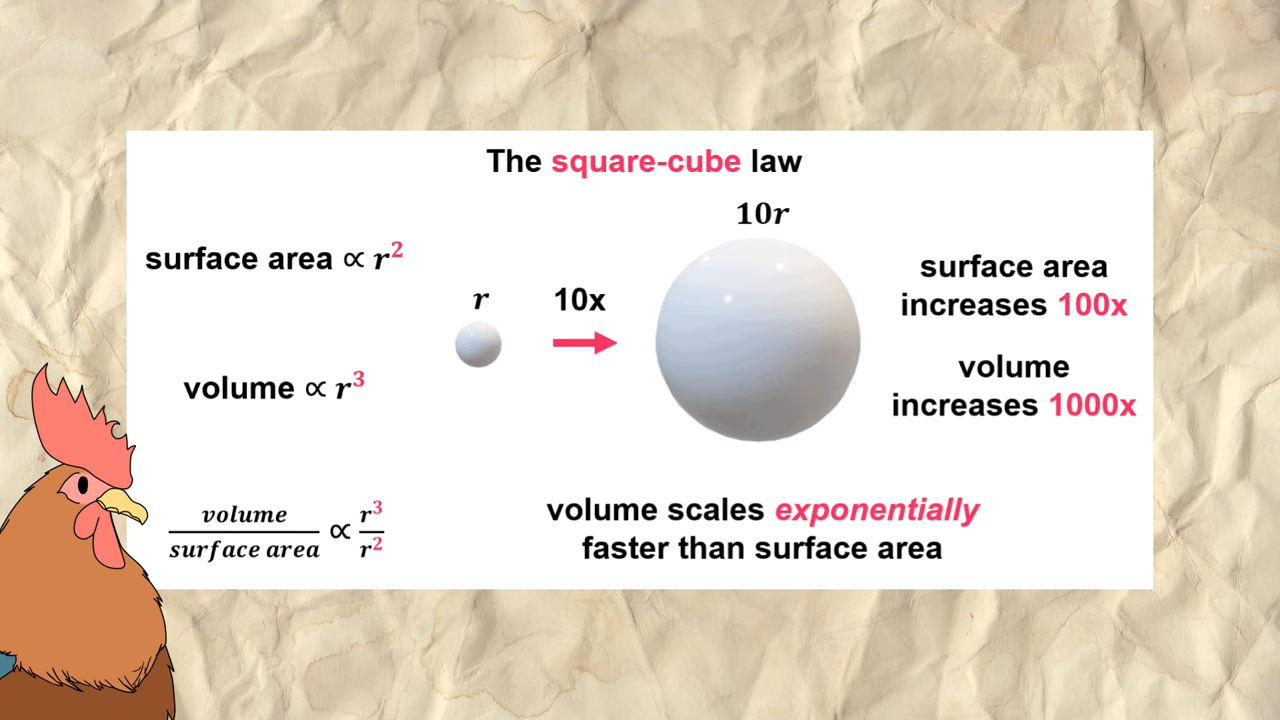 The square-cube law
surface area ∝ r²
volume ∝ r³
volume
surface area
∝
r³
r²
r
10x
10r
surface area
increases 100x
volume
increases 1000x
volume scales exponentially
faster than surface area